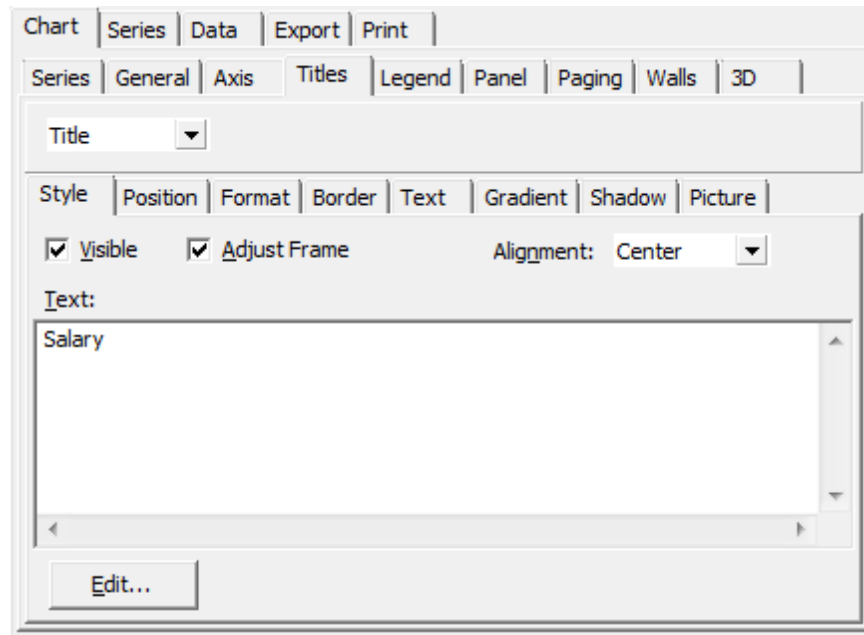 Chart Series Data Export Print
Series General Axis Titles Legend Panel Paging Walls 3D
Title
Style Position Format Border Text Gradient Shadow Picture
Visible Adjust Frame Alignment: Center
Text:
Salary
Edit...